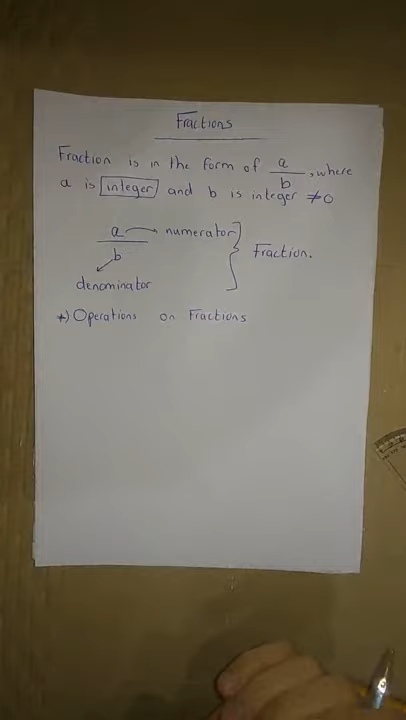 Fractions
Fraction is in the form of a/b, where
a is integer and b is integer ≠0
a → numerator
b
Fraction.
denominator
*) Operations on Fractions